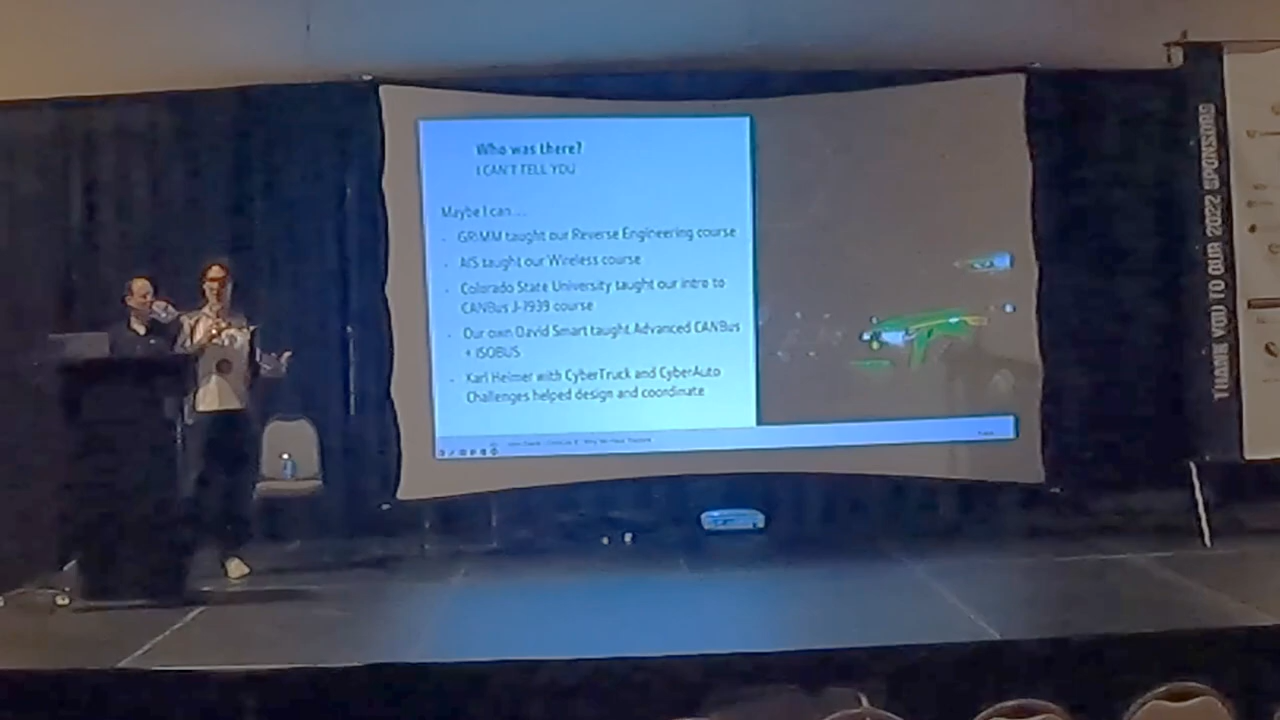 Who was there?
I CAN'T TELL YOU
Maybe I can ...
GRIMM taught our Reverse Engineering course
AIS taught our Wireless course
Colorado State University taught our intro to
CANBus J-1939 course
Our own David Smart taught Advanced CANBus
+ ISOBUS
Karl Heimer with CyberTruck and CyberAuto
Challenges helped design and coordinate
THANK YOU TO OUR 2022 SPONSORS